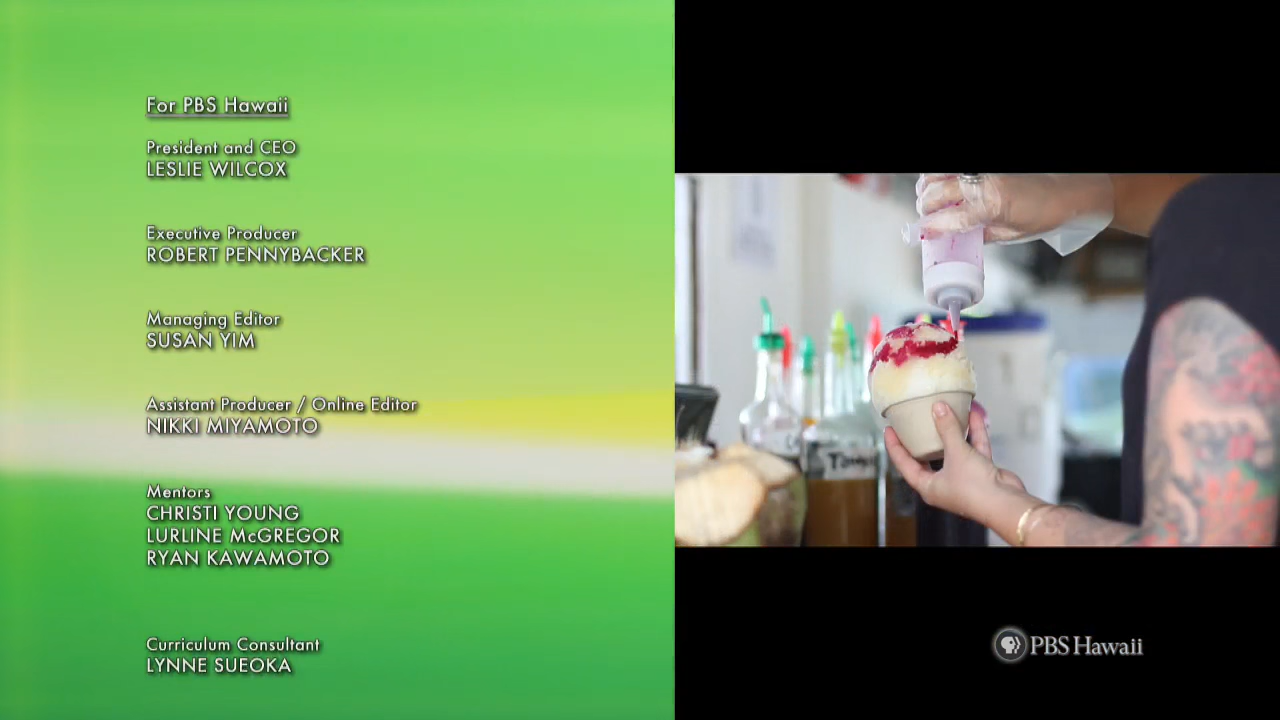 For PBS Hawaii
President and CEO
LESLIE WILCOX
Executive Producer
ROBERT PENNYBACKER
Managing Editor
SUSAN YIM
Assistant Producer / Online Editor
NIKKI MIYAMOTO
Mentors
CHRISTI YOUNG
LURLINE McGREGOR
RYAN KAWAMOTO
Curriculum Consultant
LYNNE SUEOKA
PBS Hawaii